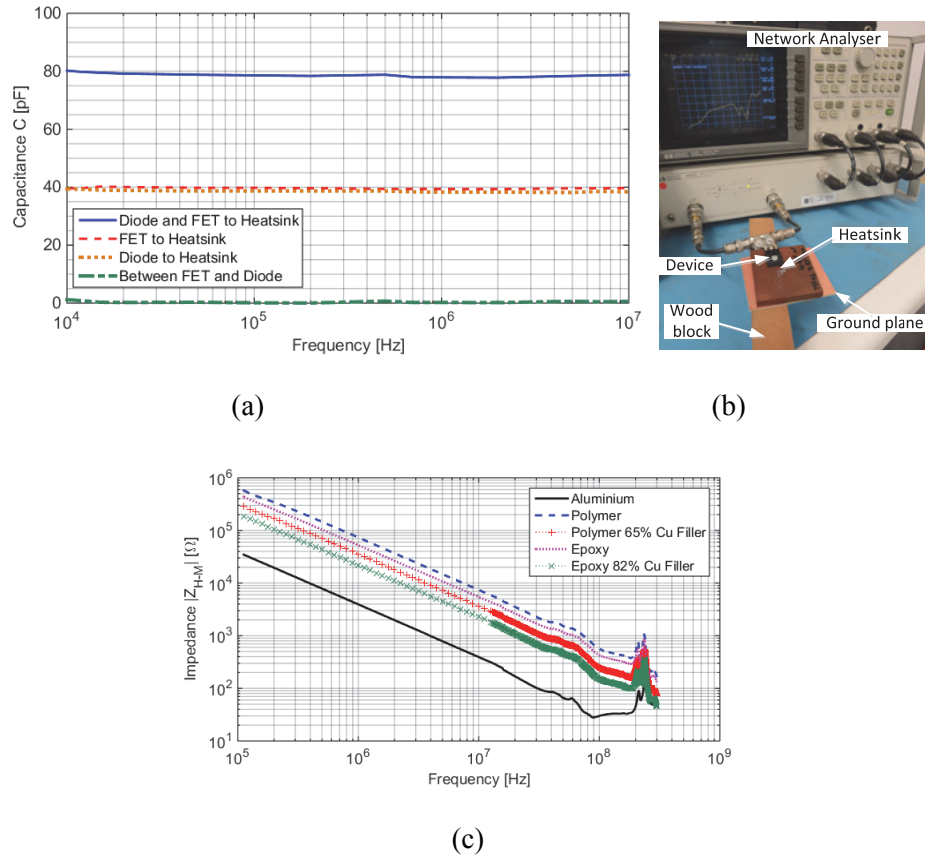 100
80
60
40
20
0
Capacitance C [pF]
Diode and FET to Heatsink
FET to Heatsink
Diode to Heatsink
Between FET and Diode
10^4
10^5
10^6
10^7
Frequency [Hz]
(a)
Network Analyser
Heatsink
Device
Wood
block
Ground plane
(b)
10^6
10^5
10^4
10^3
10^2
10^1
Impedance |Z_H-M| [Ω]
Aluminium
Polymer
Polymer 65% Cu Filler
Epoxy
Epoxy 82% Cu Filler
10^5
10^6
10^7
10^8
10^9
Frequency [Hz]
(c)